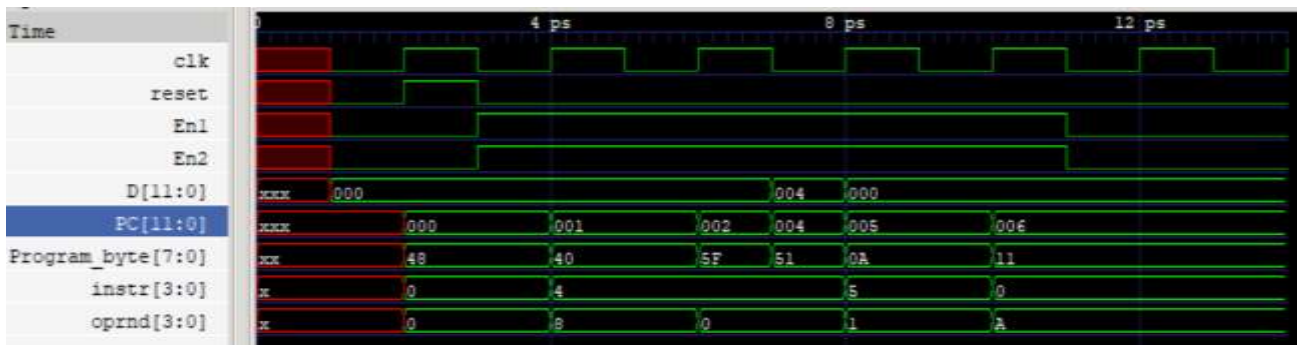 Time 0 4 ps 8 ps 12 ps
clk
reset
En1
En2
D[11:0] xxx 000 004 000
PC[11:0] xxx 000 001 002 004 005 006
Program_byte[7:0] xx 48 40 5F 51 0A 11
instr[3:0] x 0 4 5 0
oprnd[3:0] x 0 8 0 1 A